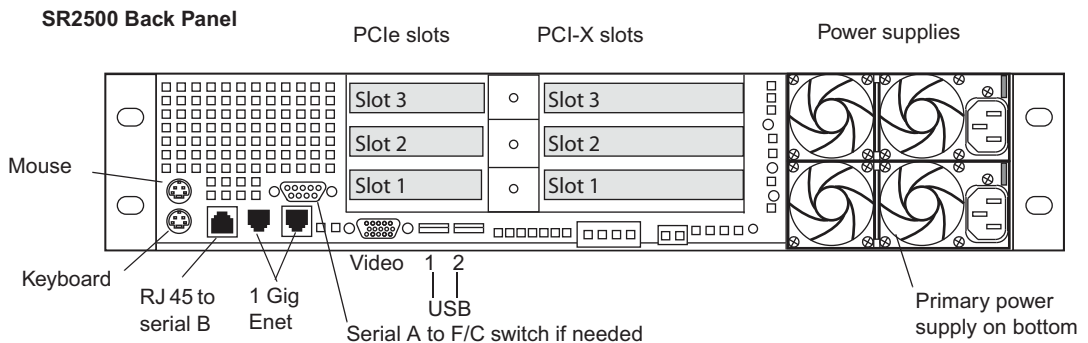 SR2500 Back Panel
PCIe slots
PCI-X slots
Power supplies
Slot 3
Slot 3
Slot 2
Slot 2
Slot 1
Slot 1
Mouse
Keyboard
RJ 45 to
serial B
1 Gig
Enet
Video
1 2
USB
Serial A to F/C switch if needed
Primary power
supply on bottom